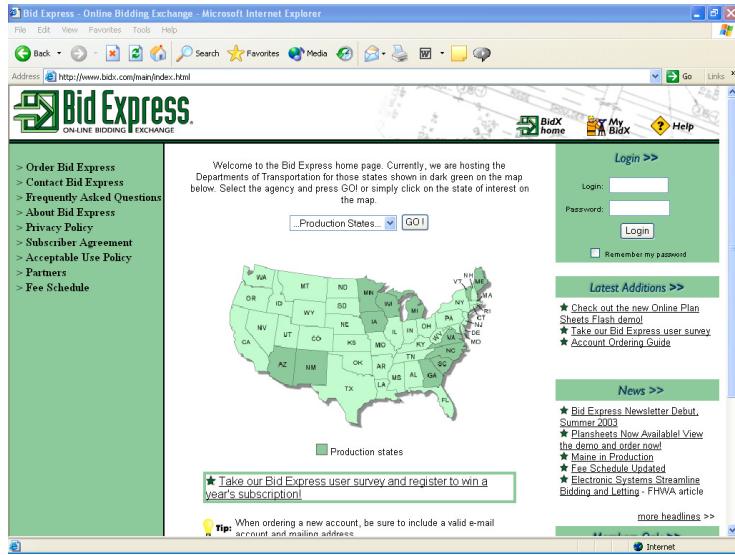 Bid Express - Online Bidding Exchange - Microsoft Internet Explorer
File Edit View Favorites Tools Help
Back Search Favorites Media
Address http://www.bidx.com/main/index.html Go Links
Bid Express
ON-LINE BIDDING EXCHANGE
BidX home
My BidX
Help
> Order Bid Express
> Contact Bid Express
> Frequently Asked Questions
> About Bid Express
> Privacy Policy
> Subscriber Agreement
> Acceptable Use Policy
> Partners
> Fee Schedule
Welcome to the Bid Express home page. Currently, we are hosting the
Departments of Transportation for those states shown in dark green on the map
below. Select the agency and press GO! or simply click on the state of interest on
the map.
...Production States... GO!
WA MT ND MN VT NH ME
OR ID SD WI MI NY MA
WY RI
NV NE IA IL IN OH PA CT
CA UT CO KS MO KY WV VA NJ
DE
MD
AZ NM OK AR TN NC
TX LA MS AL GA SC
FL
Production states
Take our Bid Express user survey and register to win a
year's subscription!
Tip: When ordering a new account, be sure to include a valid e-mail
account and mailing address.
Login >>
Login:
Password:
Login
Remember my password
Latest Additions >>
Check out the new Online Plan
Sheets Flash demo!
Take our Bid Express user survey
Account Ordering Guide
News >>
Bid Express Newsletter Debut,
Summer 2003
Plansheets Now Available! View
the demo and order now!
Maine in Production
Fee Schedule Updated
Electronic Systems Streamline
Bidding and Letting - FHWA article
more headlines >>
Internet